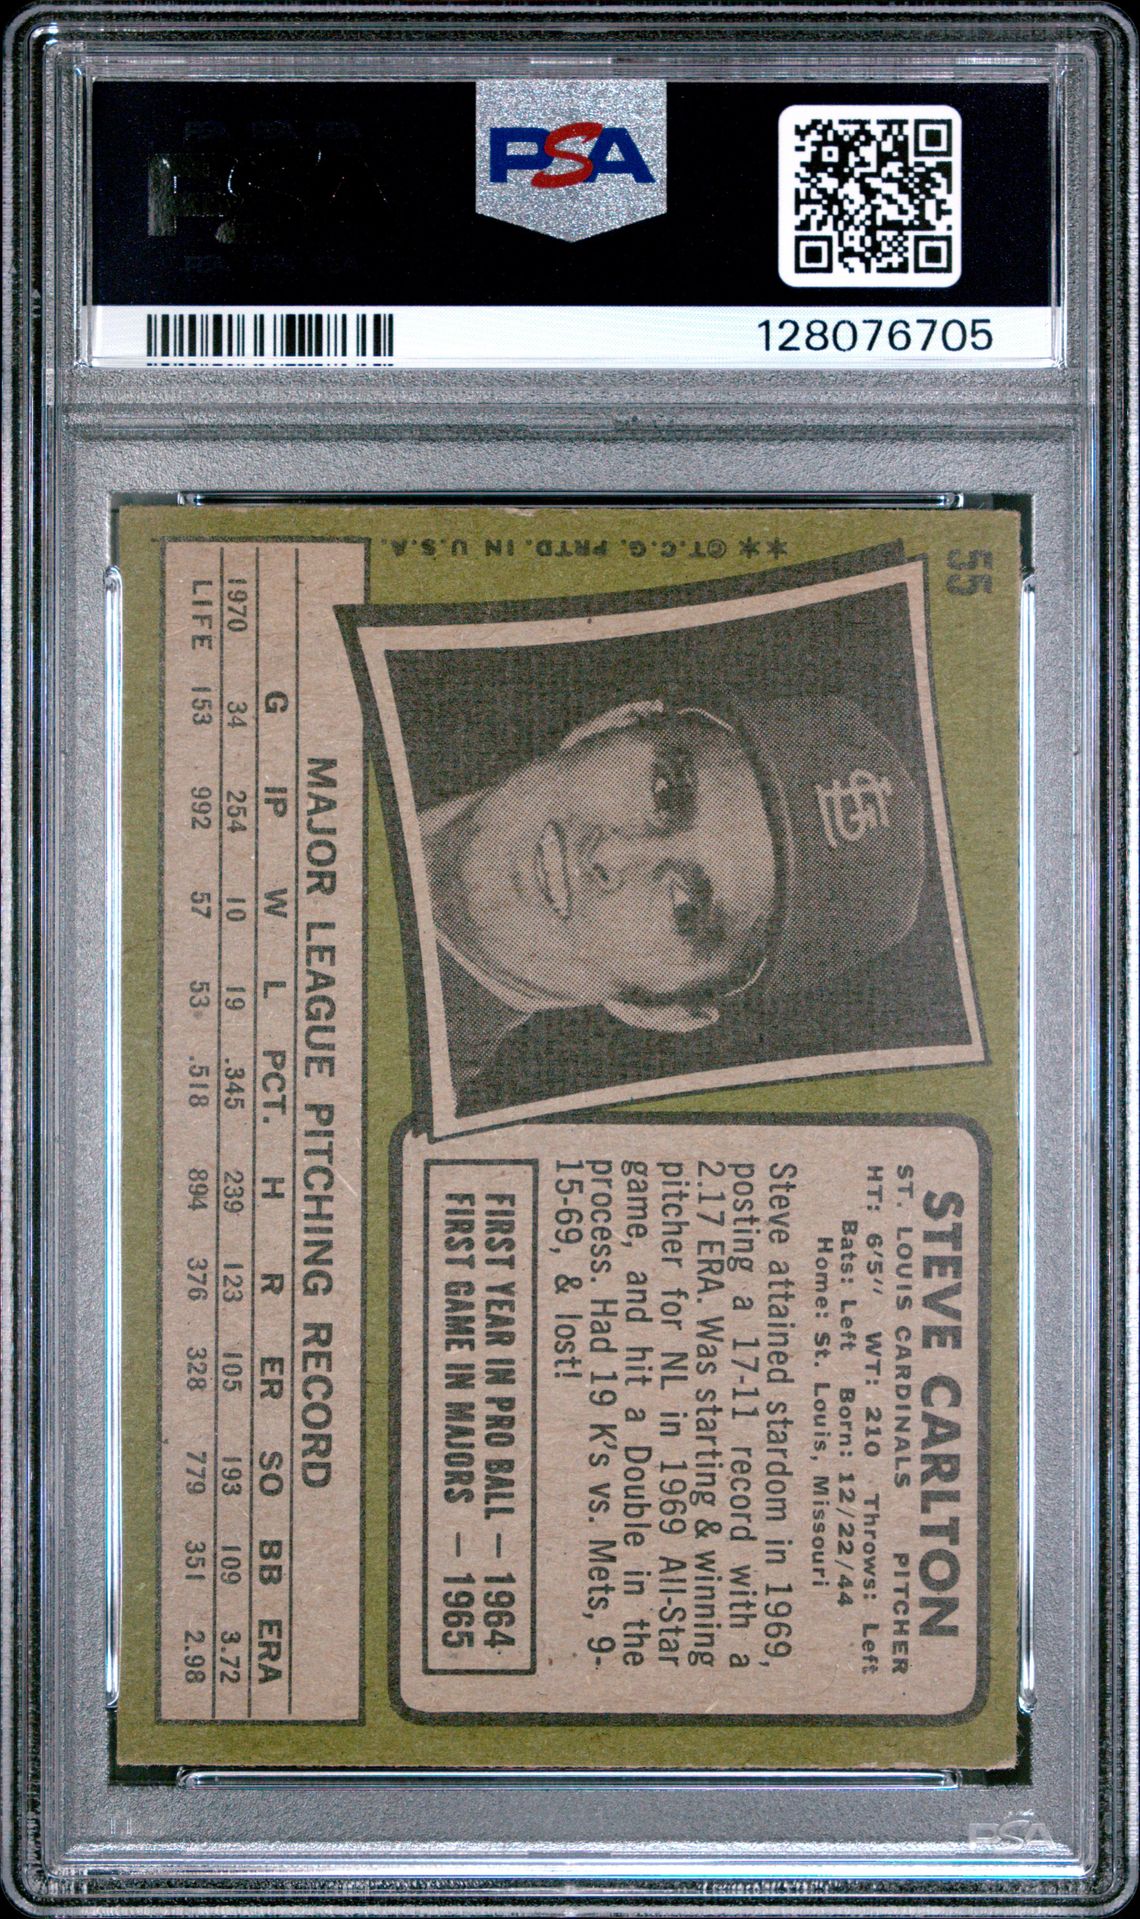 PSA
128076705
55
STEVE CARLTON
ST. LOUIS CARDINALS PITCHER
HT: 6'5" WT: 210 Throws: Left
Bats: Left Born: 12/22/44
Home: St. Louis, Missouri
Steve attained stardom in 1969,
posting a 17-11 record with a
2.17 ERA. Was starting & winning
pitcher for NL in 1969 All-Star
game, and hit a Double in the
process. Had 19 K's vs. Mets, 9-
15-69, & lost!
FIRST YEAR IN PRO BALL — 1964
FIRST GAME IN MAJORS — 1965
**©T.C.G. PRTD. IN U.S.A.
MAJOR LEAGUE PITCHING RECORD
G IP W L PCT. H R ER SO BB ERA
1970 34 254 10 19 .345 239 123 105 193 109 3.72
LIFE 153 992 57 53 .518 894 376 328 779 351 2.98
StL
PSA